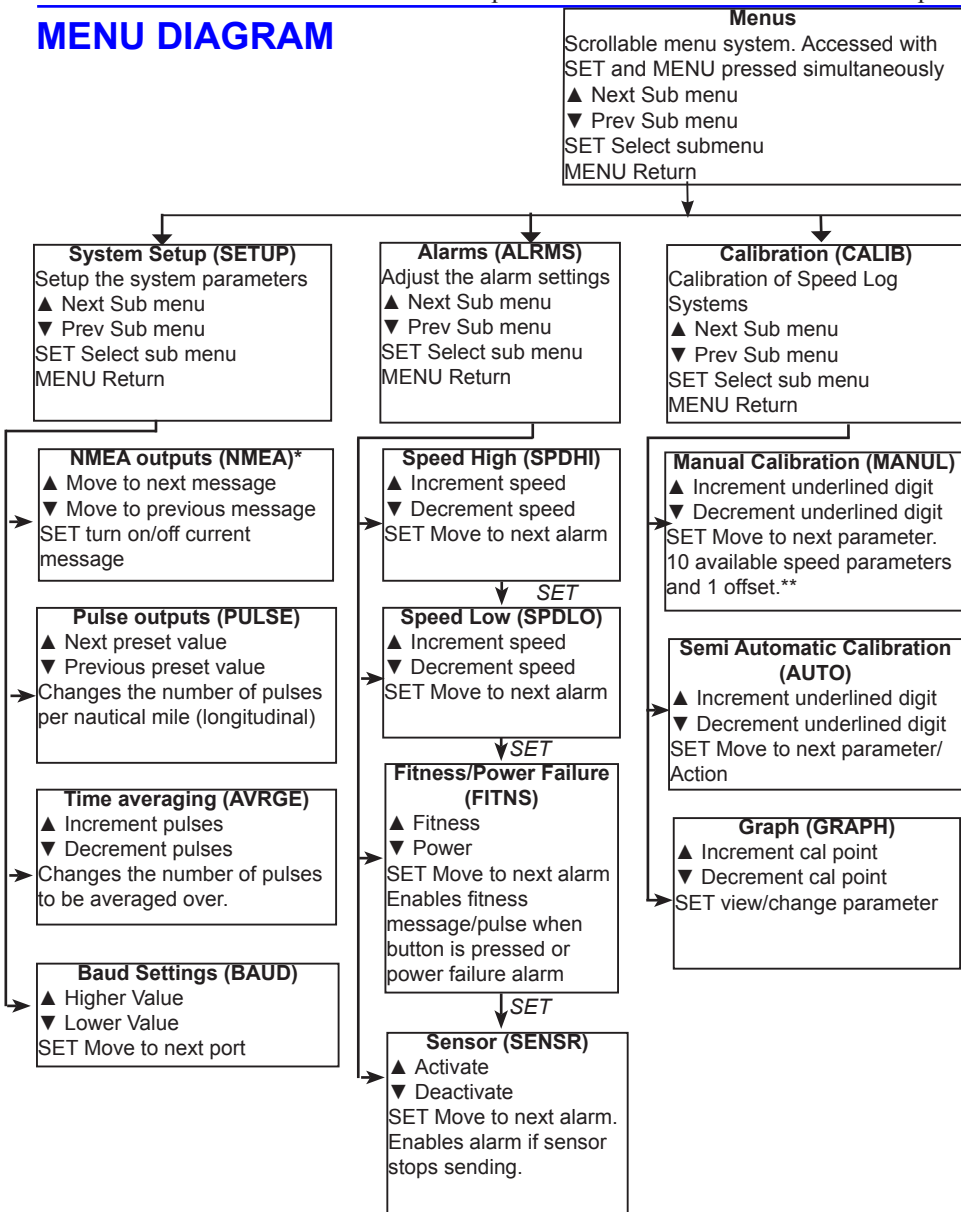 MENU DIAGRAM
Menus
Scrollable menu system. Accessed with
SET and MENU pressed simultaneously
▲ Next Sub menu
▼ Prev Sub menu
SET Select submenu
MENU Return
System Setup (SETUP)
Setup the system parameters
▲ Next Sub menu
▼ Prev Sub menu
SET Select sub menu
MENU Return
NMEA outputs (NMEA)*
▲ Move to next message
▼ Move to previous message
SET turn on/off current
message
Pulse outputs (PULSE)
▲ Next preset value
▼ Previous preset value
Changes the number of pulses
per nautical mile (longitudinal)
Time averaging (AVRGE)
▲ Increment pulses
▼ Decrement pulses
Changes the number of pulses
to be averaged over.
Baud Settings (BAUD)
▲ Higher Value
▼ Lower Value
SET Move to next port
Alarms (ALRMS)
Adjust the alarm settings
▲ Next Sub menu
▼ Prev Sub menu
SET Select sub menu
MENU Return
Speed High (SPDHI)
▲ Increment speed
▼ Decrement speed
SET Move to next alarm
SET
Speed Low (SPDLO)
▲ Increment speed
▼ Decrement speed
SET Move to next alarm
SET
Fitness/Power Failure
(FITNS)
▲ Fitness
▼ Power
SET Move to next alarm
Enables fitness
message/pulse when
button is pressed or
power failure alarm
SET
Sensor (SENSR)
▲ Activate
▼ Deactivate
SET Move to next alarm.
Enables alarm if sensor
stops sending.
Calibration (CALIB)
Calibration of Speed Log
Systems
▲ Next Sub menu
▼ Prev Sub menu
SET Select sub menu
MENU Return
Manual Calibration (MANUL)
▲ Increment underlined digit
▼ Decrement underlined digit
SET Move to next parameter.
10 available speed parameters
and 1 offset.**
Semi Automatic Calibration
(AUTO)
▲ Increment underlined digit
▼ Decrement underlined digit
SET Move to next parameter/
Action
Graph (GRAPH)
▲ Increment cal point
▼ Decrement cal point
SET view/change parameter